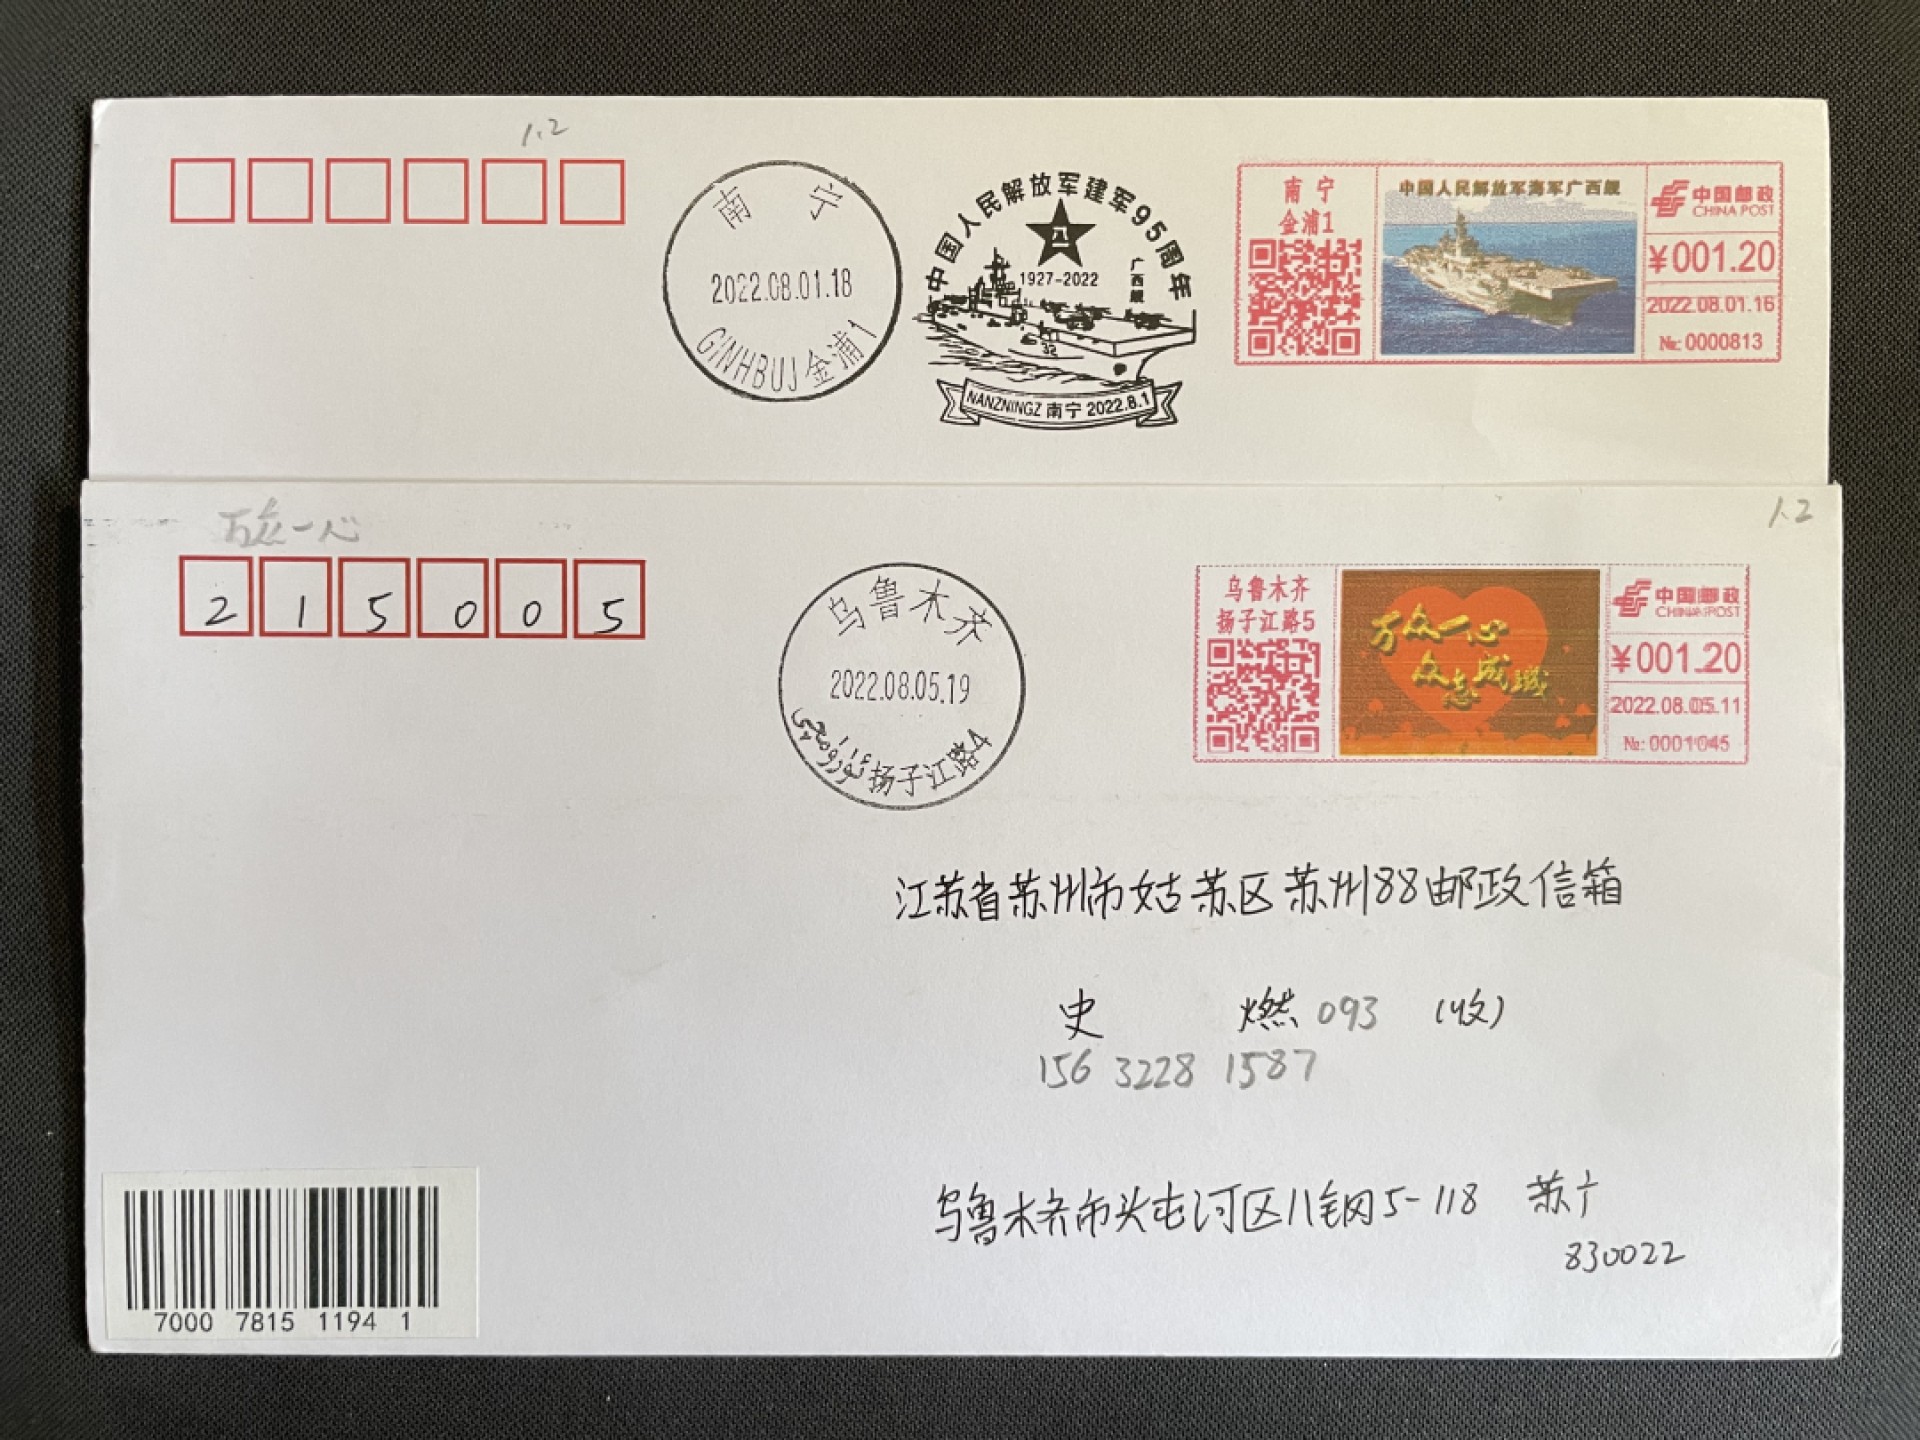 1.2
南宁
2022.08.01.18
GINHBUJ 金浦1
中国人民解放军建军95周年
八一
1927-2022
广西舰
32
NANZNINGZ 南宁 2022.8.1
南宁
金浦1
中国人民解放军海军广西舰
中国邮政
CHINA POST
¥001.20
2022.08.01.16
№: 0000813
万众一心
1.2
215005
乌鲁木齐
2022.08.05.19
扬子江路4
乌鲁木齐
扬子江路5
万众一心
众志成城
中国邮政
CHINA POST
¥001.20
2022.08.05.11
№: 0001045
江苏省苏州市姑苏区苏州88邮政信箱
史 燃 093 (收)
156 3228 1587
乌鲁木齐市头屯河区八钢5-118 苏广
830022
7000 7815 1194 1